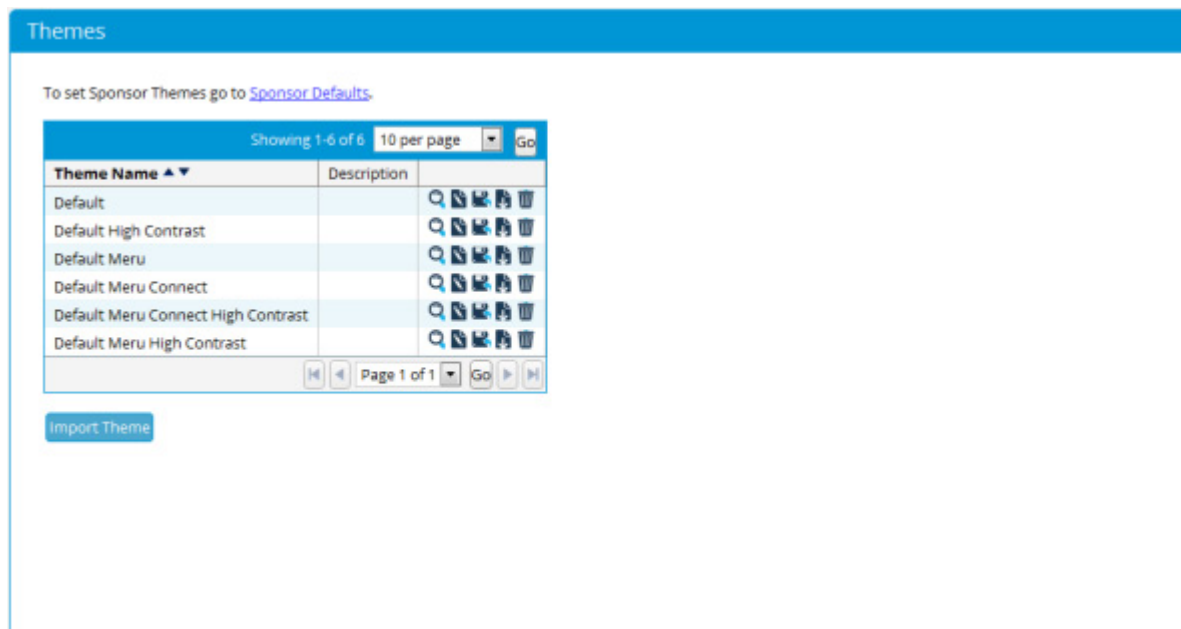 Themes
To set Sponsor Themes go to Sponsor Defaults.
Showing 1-6 of 6 10 per page Go
Theme Name Description
Default
Default High Contrast
Default Meru
Default Meru Connect
Default Meru Connect High Contrast
Default Meru High Contrast
Page 1 of 1 Go
Import Theme